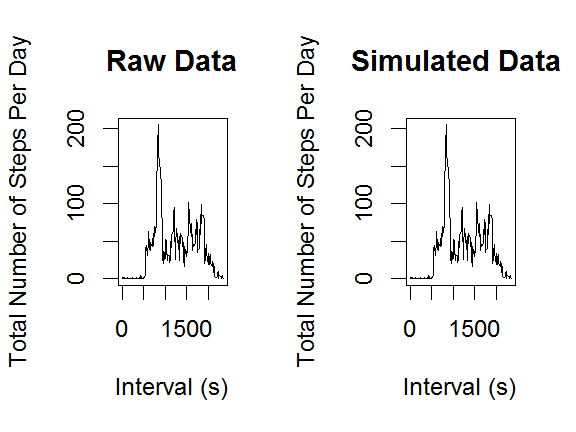 Raw Data
Total Number of Steps Per Day
200
100
0
0 1500
Interval (s)
Simulated Data
Total Number of Steps Per Day
200
100
0
0 1500
Interval (s)